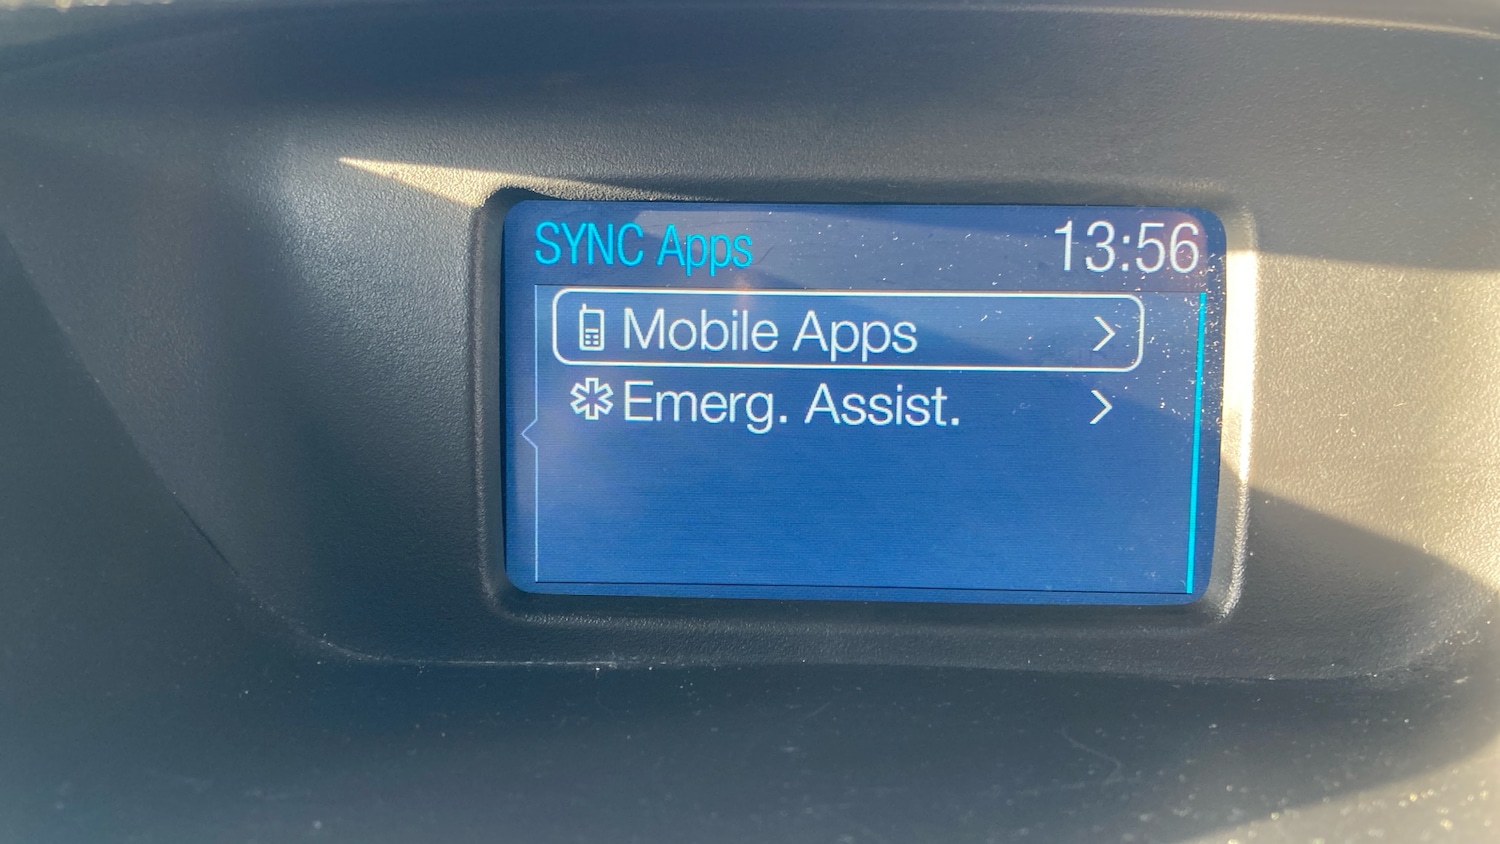 SYNC Apps 13:56
Mobile Apps
Emerg. Assist.